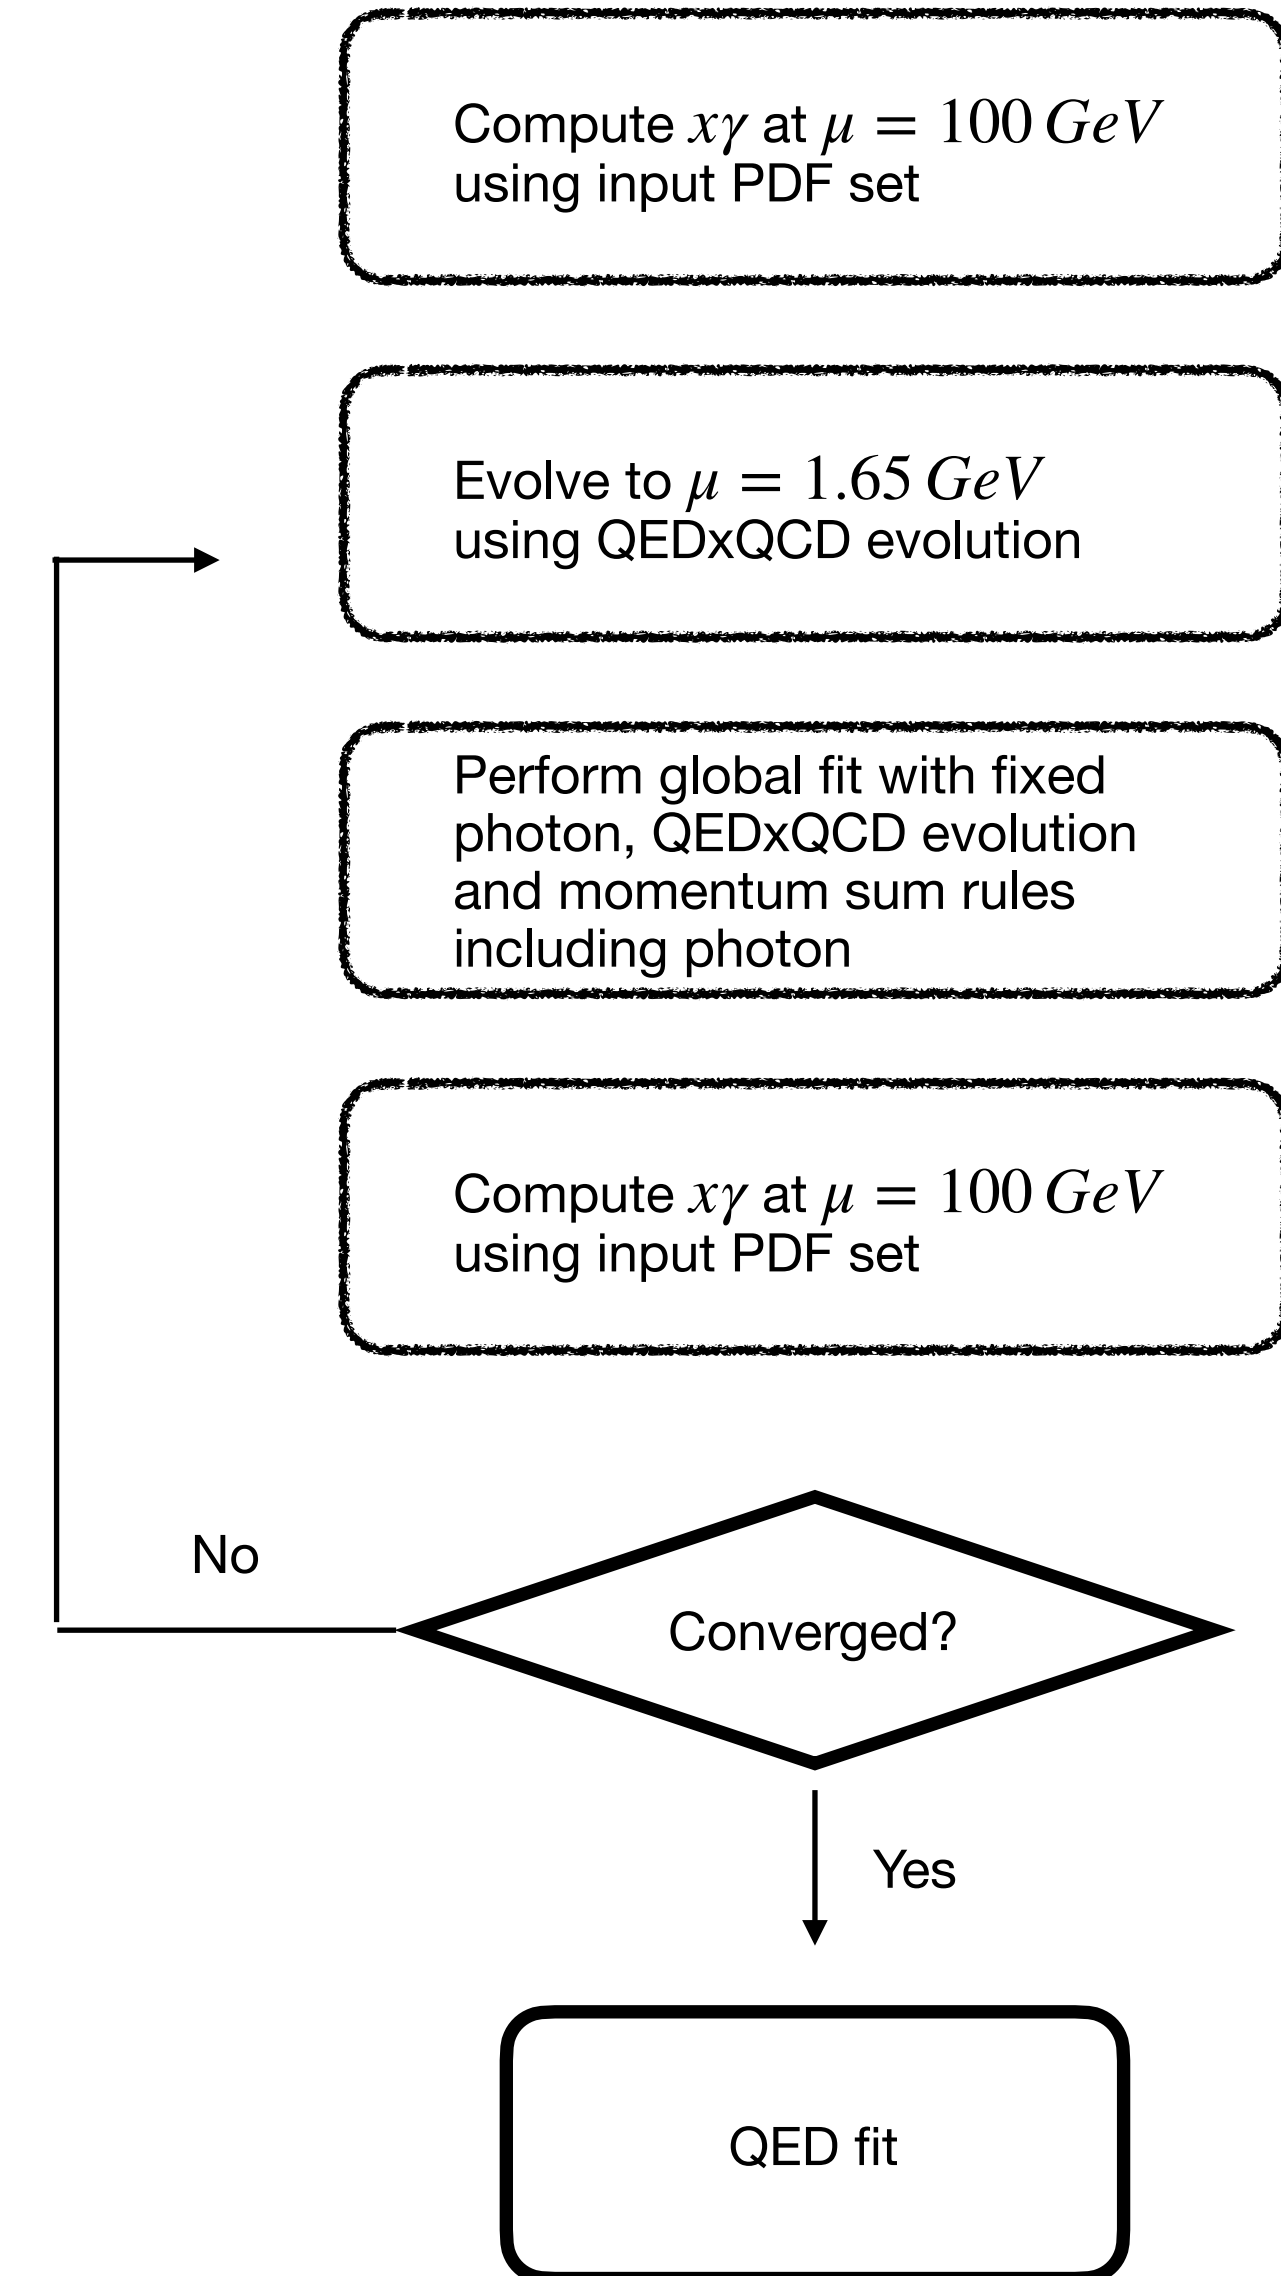 Compute xγ at μ = 100 GeV
using input PDF set
Evolve to μ = 1.65 GeV
using QEDxQCD evolution
Perform global fit with fixed
photon, QEDxQCD evolution
and momentum sum rules
including photon
Compute xγ at μ = 100 GeV
using input PDF set
No
Converged?
Yes
QED fit